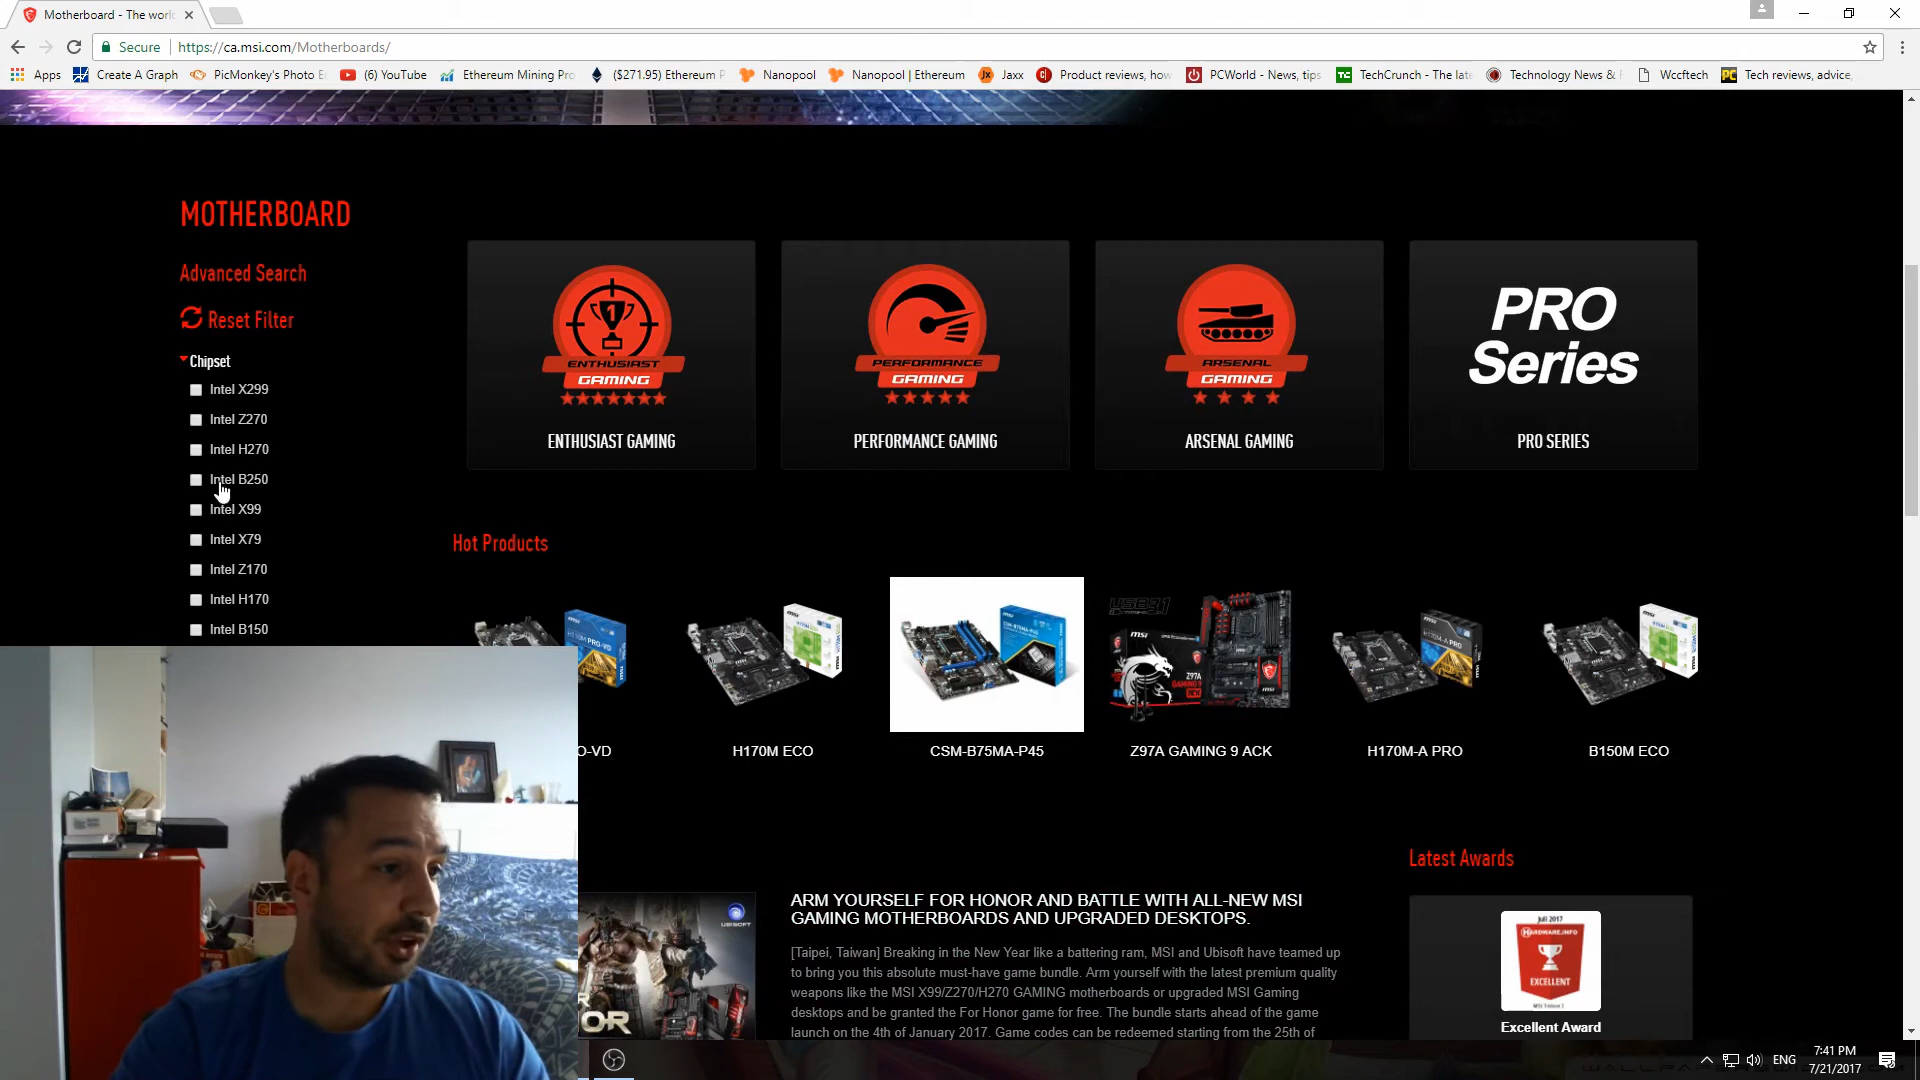 Motherboard - The worl
Secure https://ca.msi.com/Motherboards/
Apps Create A Graph PicMonkey's Photo E (6) YouTube Ethereum Mining Pro ($271.95) Ethereum P Nanopool Nanopool | Ethereum Jaxx Product reviews, how PCWorld - News, tips TechCrunch - The late Technology News & Wccftech PC Tech reviews, advice,
MOTHERBOARD
Advanced Search
Reset Filter
Chipset
Intel X299
Intel Z270
Intel H270
Intel B250
Intel X99
Intel X79
Intel Z170
Intel H170
Intel B150
1
ENTHUSIAST
GAMING
ENTHUSIAST GAMING
PERFORMANCE
GAMING
PERFORMANCE GAMING
ARSENAL
GAMING
ARSENAL GAMING
PRO
Series
PRO SERIES
Hot Products
O-VD
H170M ECO
CSM-B75MA-P45
Z97A GAMING 9 ACK
H170M-A PRO
B150M ECO
UBISOFT
OR
ARM YOURSELF FOR HONOR AND BATTLE WITH ALL-NEW MSI
GAMING MOTHERBOARDS AND UPGRADED DESKTOPS.
[Taipei, Taiwan] Breaking in the New Year like a battering ram, MSI and Ubisoft have teamed up
to bring you this absolute must-have game bundle. Arm yourself with the latest premium quality
weapons like the MSI X99/Z270/H270 GAMING motherboards or upgraded MSI Gaming
desktops and be granted the For Honor game for free. The bundle starts ahead of the game
launch on the 4th of January 2017. Game codes can be redeemed starting from the 25th of
Latest Awards
Juli 2017
HARDWARE.INFO
EXCELLENT
Excellent Award
ENG
7:41 PM
7/21/2017